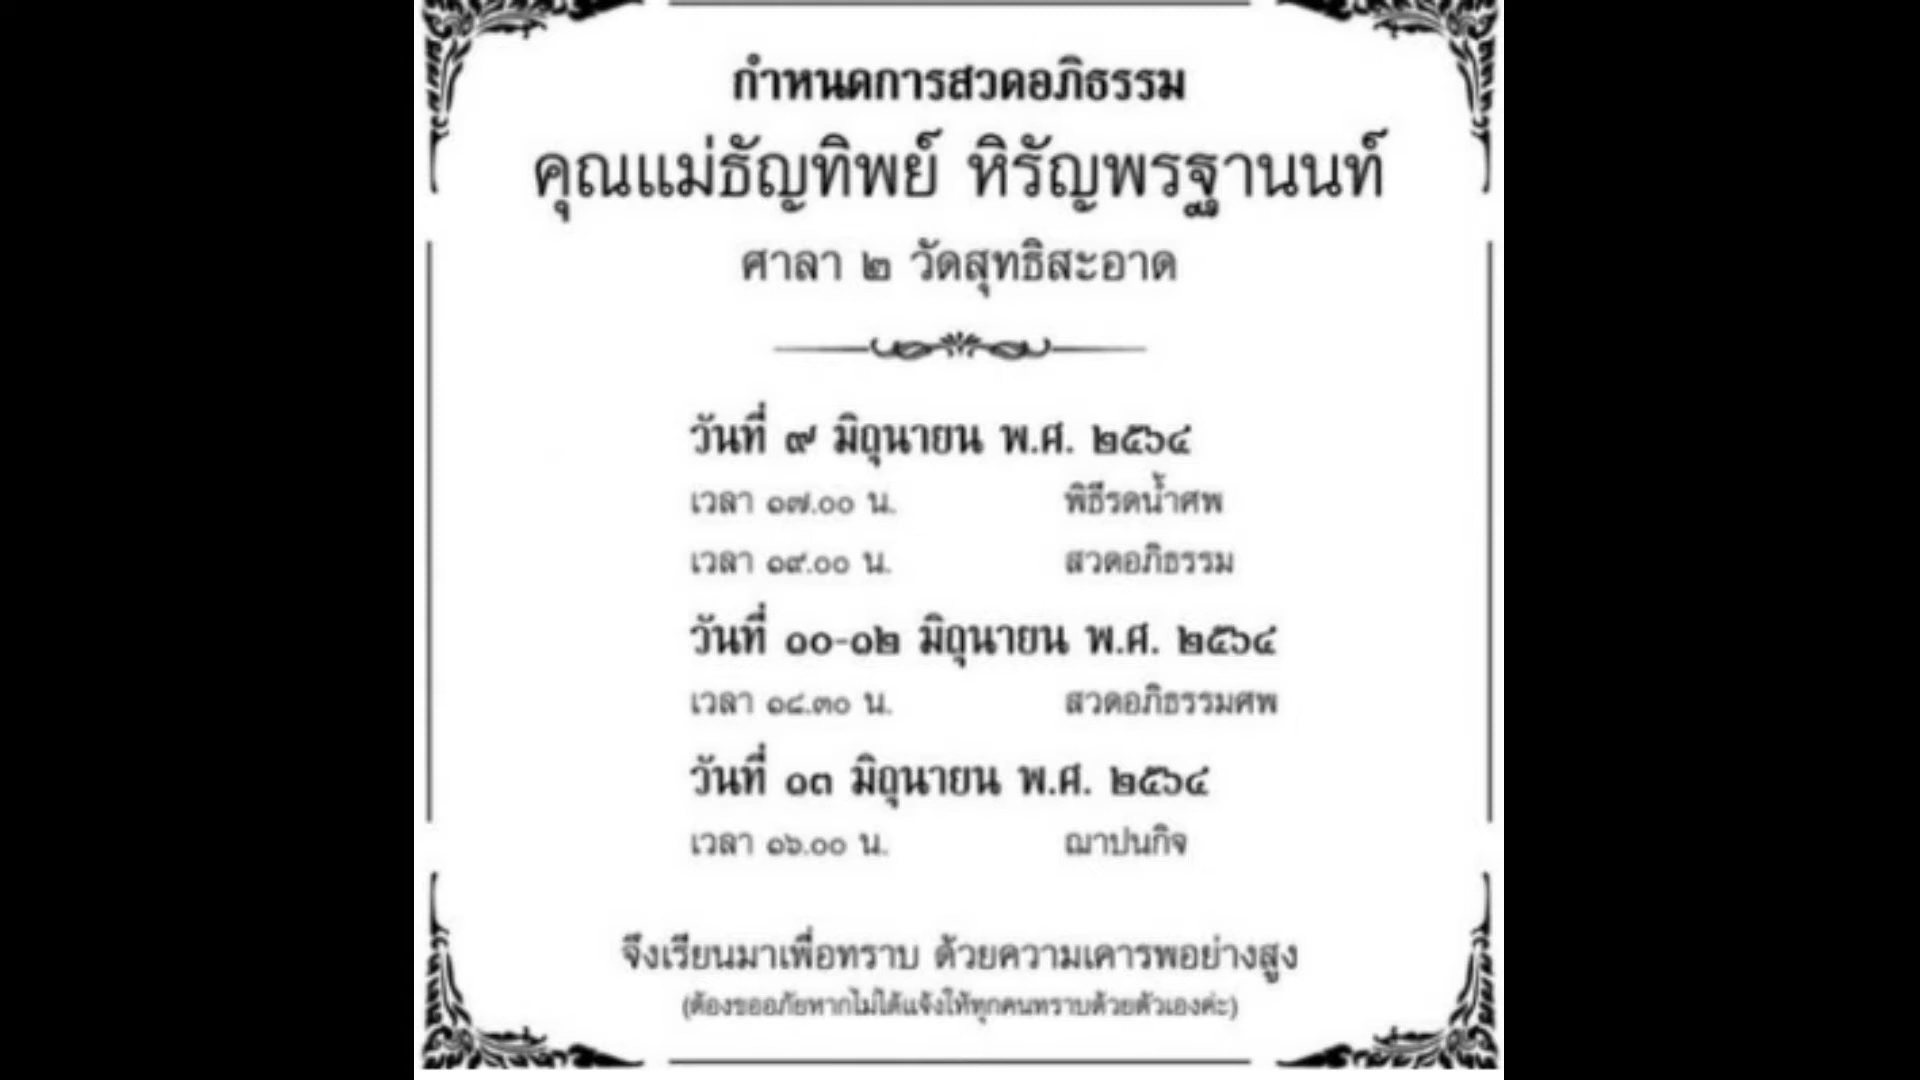 กำหนดการสวดอภิธรรม
คุณแม่ธัญทิพย์ หิรัญพรฐานนท์
ศาลา ๒ วัดสุทธิสะอาด
วันที่ ๙ มิถุนายน พ.ศ. ๒๕๖๔
เวลา ๑๗.๐๐ น. พิธีรดน้ำศพ
เวลา ๑๙.๐๐ น. สวดอภิธรรม
วันที่ ๑๐-๑๒ มิถุนายน พ.ศ. ๒๕๖๔
เวลา ๑๘.๓๐ น. สวดอภิธรรมศพ
วันที่ ๑๓ มิถุนายน พ.ศ. ๒๕๖๔
เวลา ๑๖.๐๐ น. ฌาปนกิจ
จึงเรียนมาเพื่อทราบ ด้วยความเคารพอย่างสูง
(ต้องขออภัยหากไม่ได้แจ้งให้ทุกคนทราบด้วยตัวเองค่ะ)